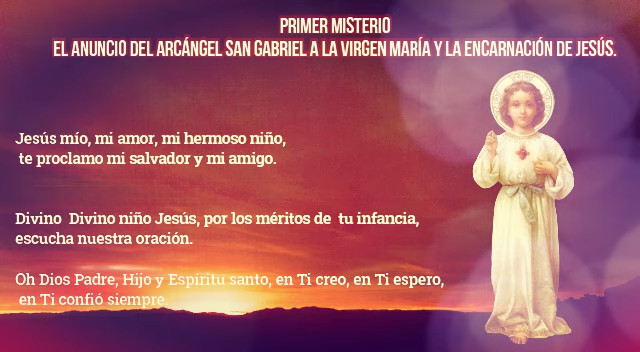 PRIMER MISTERIO
EL ANUNCIO DEL ARCÁNGEL SAN GABRIEL A LA VIRGEN MARÍA Y LA ENCARNACIÓN DE JESÚS.
Jesús mío, mi amor, mi hermoso niño,
te proclamo mi salvador y mi amigo.
Divino Divino niño Jesús, por los méritos de tu infancia,
escucha nuestra oración.
Oh Dios Padre, Hijo y Espíritu santo, en Ti creo, en Ti espero,
en Ti confió siempre.